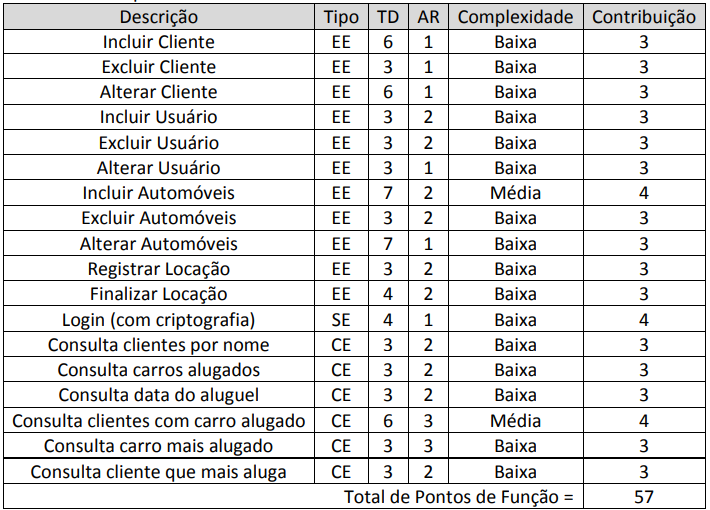 Descrição Tipo TD AR Complexidade Contribuição
Incluir Cliente EE 6 1 Baixa 3
Excluir Cliente EE 3 1 Baixa 3
Alterar Cliente EE 6 1 Baixa 3
Incluir Usuário EE 3 2 Baixa 3
Excluir Usuário EE 3 2 Baixa 3
Alterar Usuário EE 3 1 Baixa 3
Incluir Automóveis EE 7 2 Média 4
Excluir Automóveis EE 3 2 Baixa 3
Alterar Automóveis EE 7 1 Baixa 3
Registrar Locação EE 3 2 Baixa 3
Finalizar Locação EE 4 2 Baixa 3
Login (com criptografia) SE 4 1 Baixa 4
Consulta clientes por nome CE 3 2 Baixa 3
Consulta carros alugados CE 3 2 Baixa 3
Consulta data do aluguel CE 3 2 Baixa 3
Consulta clientes com carro alugado CE 6 3 Média 4
Consulta carro mais alugado CE 3 3 Baixa 3
Consulta cliente que mais aluga CE 3 2 Baixa 3
Total de Pontos de Função = 57